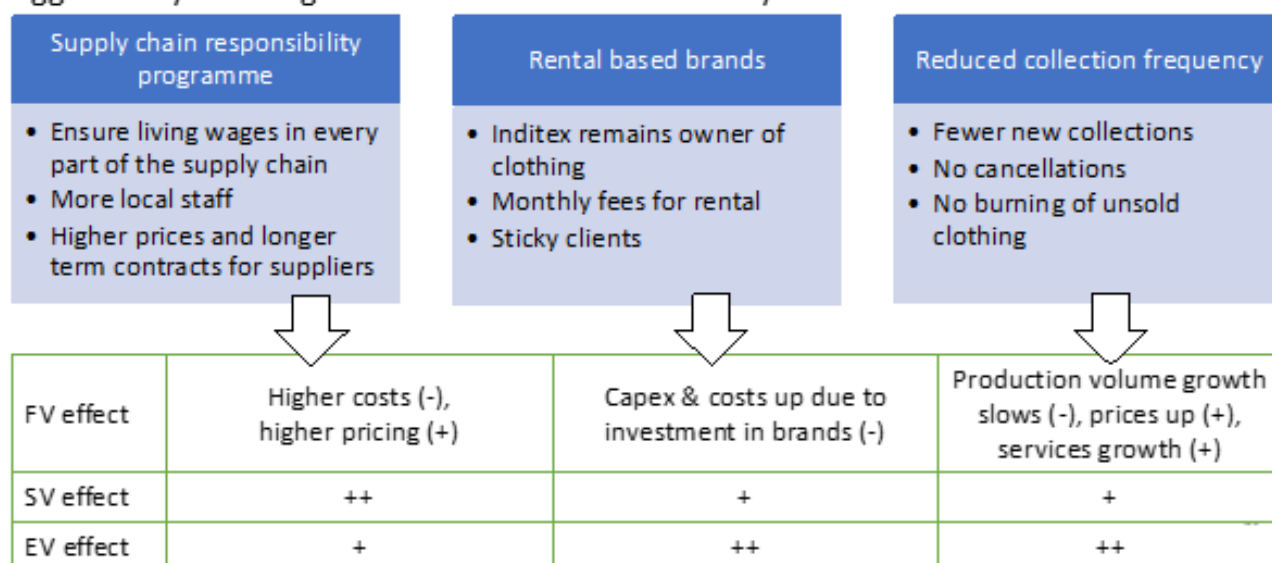 Supply chain responsibility
programme
• Ensure living wages in every
part of the supply chain
• More local staff
• Higher prices and longer
term contracts for suppliers
Rental based brands
• Inditex remains owner of
clothing
• Monthly fees for rental
• Sticky clients
Reduced collection frequency
• Fewer new collections
• No cancellations
• No burning of unsold
clothing
FV effect
Higher costs (-),
higher pricing (+)
Capex & costs up due to
investment in brands (-)
Production volume growth
slows (-), prices up (+),
services growth (+)
SV effect
++
+
+
EV effect
+
++
++